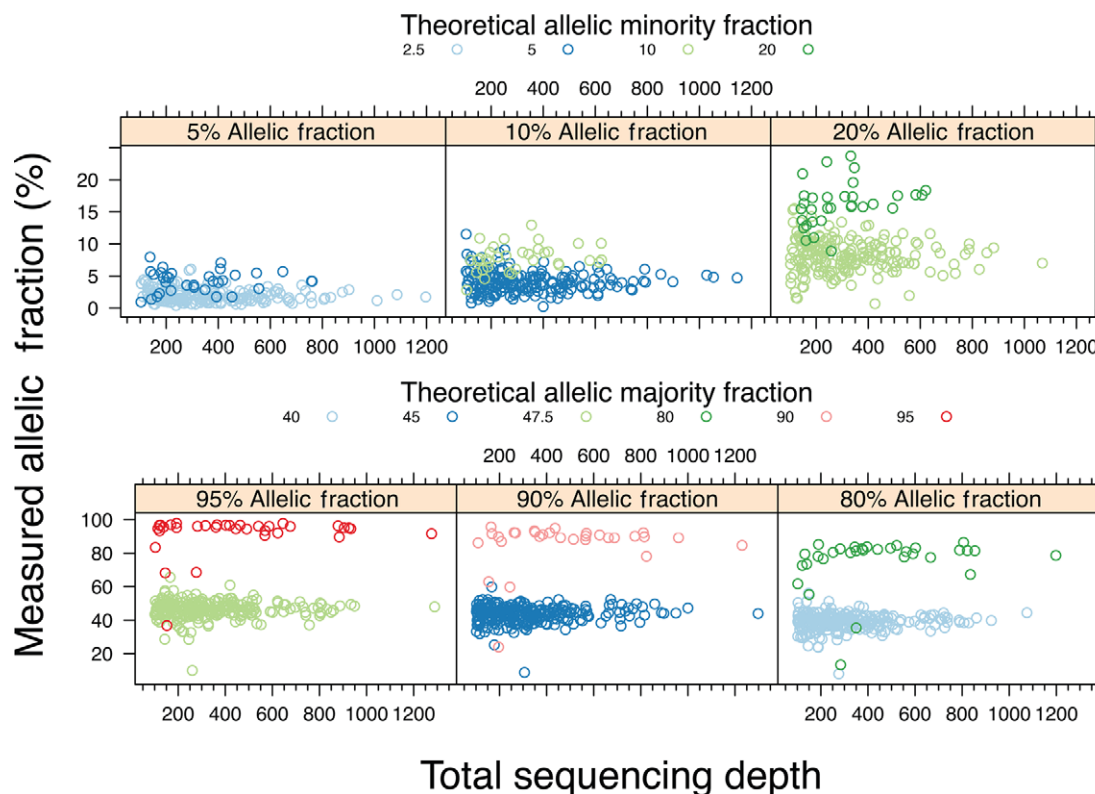 Theoretical allelic minority fraction
2.5 5 10 20
200 400 600 800 1000 1200
5% Allelic fraction 10% Allelic fraction 20% Allelic fraction
20
15
10
5
0
200 400 600 800 1000 1200 200 400 600 800 1000 1200
Theoretical allelic majority fraction
40 45 47.5 80 90 95
200 400 600 800 1000 1200
95% Allelic fraction 90% Allelic fraction 80% Allelic fraction
100
80
60
40
20
200 400 600 800 1000 1200 200 400 600 800 1000 1200
Measured allelic fraction (%)
Total sequencing depth